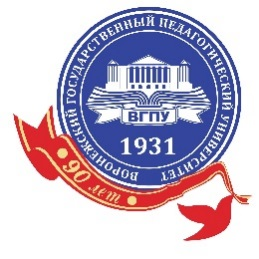 ВОРОНЕЖСКИЙ ГОСУДАРСТВЕННЫЙ ПЕДАГОГИЧЕСКИЙ УНИВЕРСИТЕТ
ВГПУ
1931
90 лет